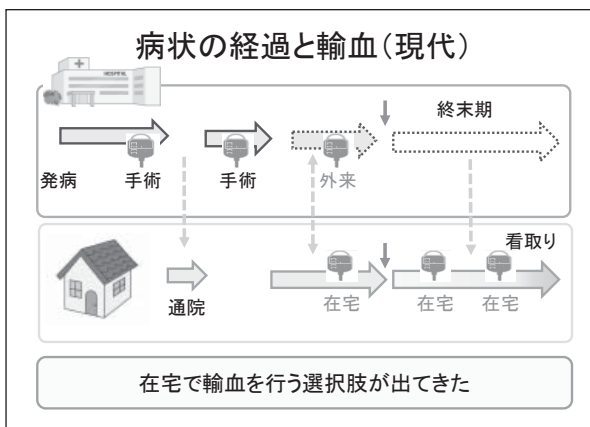 病状の経過と輸血(現代)
HOSPITAL
終末期
発病
手術
手術
外来
看取り
通院
在宅
在宅
在宅
在宅で輸血を行う選択肢が出てきた